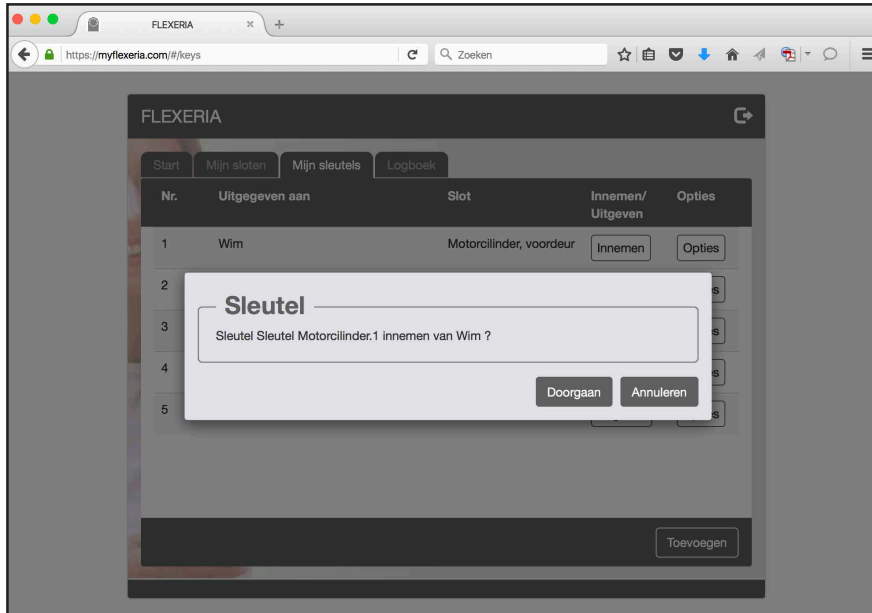 FLEXERIA
https://myflexeria.com/#/keys
Zoeken
FLEXERIA
Start Mijn sloten Mijn sleutels Logboek
Nr. Uitgegeven aan Slot Innemen/ Opties
Uitgeven
1 Wim Motorcilinder, voordeur Innemen Opties
2
Sleutel
3
Sleutel Sleutel Motorcilinder.1 innemen van Wim ?
4
Doorgaan Annuleren
5
Toevoegen